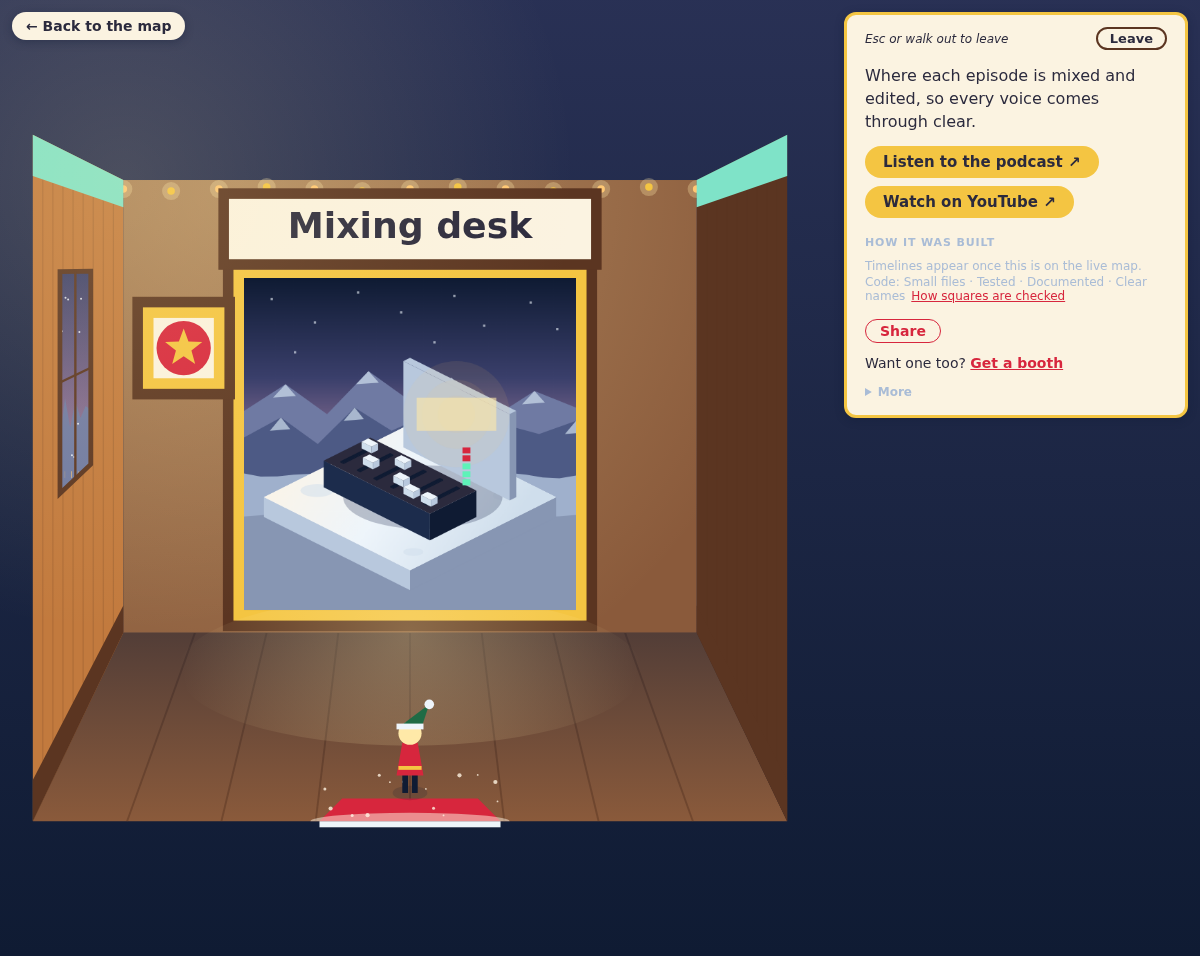 ← Back to the map
Esc or walk out to leave
Leave
Where each episode is mixed and
edited, so every voice comes
through clear.
Listen to the podcast ↗
Watch on YouTube ↗
HOW IT WAS BUILT
Timelines appear once this is on the live map.
Code: Small files · Tested · Documented · Clear
names How squares are checked
Share
Want one too? Get a booth
More
Mixing desk